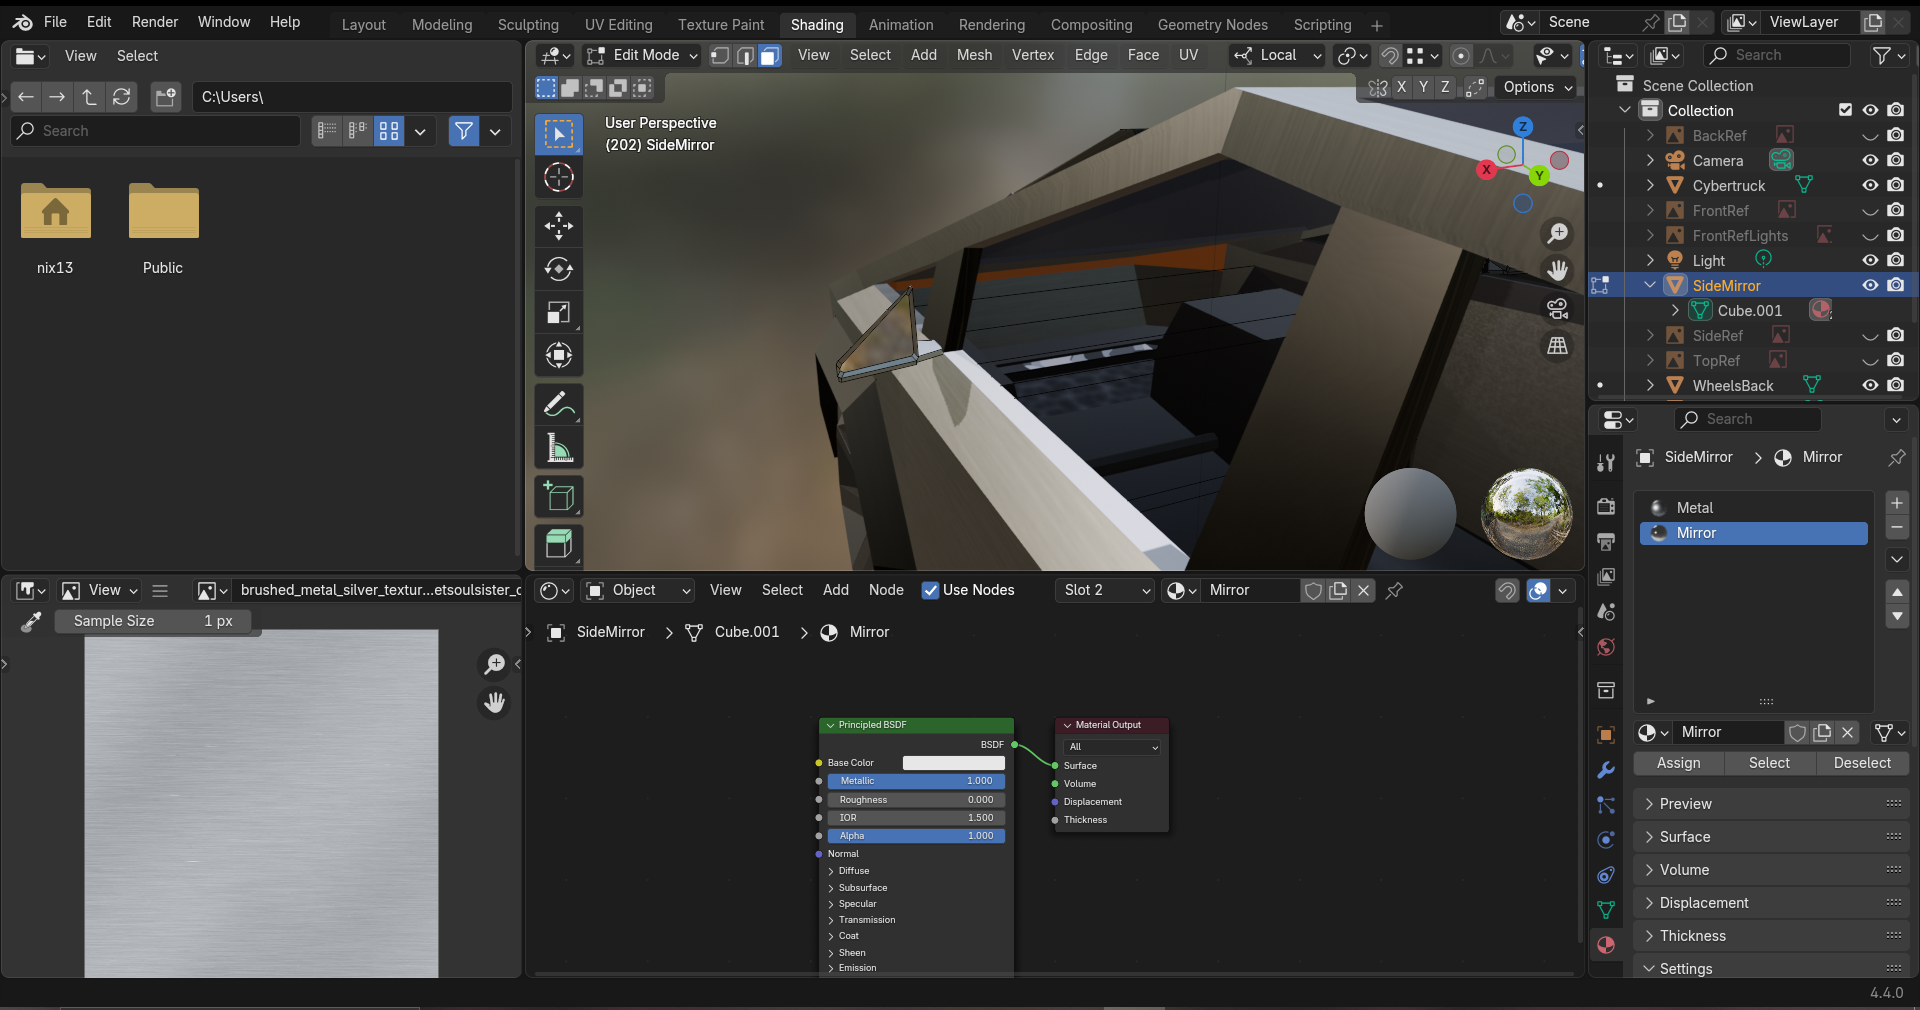 File Edit Render Window Help
Layout Modeling Sculpting UV Editing Texture Paint Shading Animation Rendering Compositing Geometry Nodes Scripting +
Scene
ViewLayer
View Select
C:\Users\
Search
nix13
Public
Edit Mode
View Select Add Mesh Vertex Edge Face UV
Local
X Y Z
Options
User Perspective
(202) SideMirror
Z
X
Y
Search
Scene Collection
Collection
BackRef
Camera
Cybertruck
FrontRef
FrontRefLights
Light
SideMirror
Cube.001
SideRef
TopRef
WheelsBack
Search
SideMirror > Mirror
Metal
Mirror
Mirror
Assign Select Deselect
Preview
Surface
Volume
Displacement
Thickness
Settings
View
brushed_metal_silver_textur...etsoulsister_c
Sample Size 1 px
Object
View Select Add Node
Use Nodes
Slot 2
Mirror
SideMirror > Cube.001 > Mirror
Principled BSDF
BSDF
Base Color
Metallic 1.000
Roughness 0.000
IOR 1.500
Alpha 1.000
Normal
Diffuse
Subsurface
Specular
Transmission
Coat
Sheen
Emission
Material Output
All
Surface
Volume
Displacement
Thickness
4.4.0